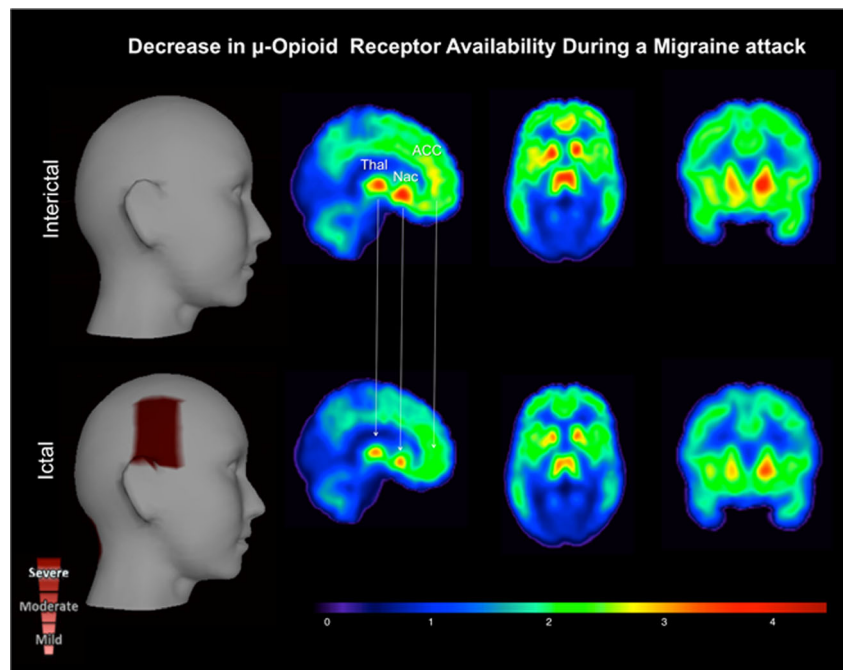 Decrease in µ-Opioid Receptor Availability During a Migraine attack
Interictal
Thal
Nac
ACC
Ictal
Severe
Moderate
Mild
0 1 2 3 4